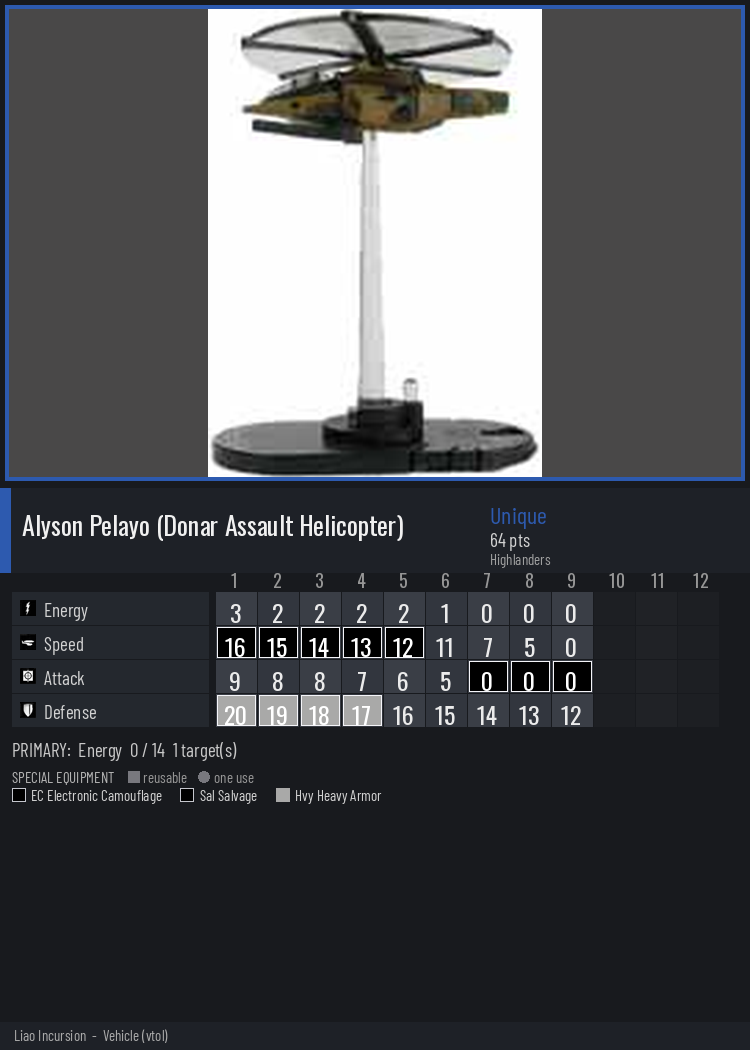 Alyson Pelayo (Donar Assault Helicopter)
Unique
64 pts
Highlanders
1 2 3 4 5 6 7 8 9 10 11 12
Energy 3 2 2 2 2 1 0 0 0
Speed 16 15 14 13 12 11 7 5 0
Attack 9 8 8 7 6 5 0 0 0
Defense 20 19 18 17 16 15 14 13 12
PRIMARY: Energy 0 / 14 1 target(s)
SPECIAL EQUIPMENT reusable one use
EC Electronic Camouflage Sal Salvage Hvy Heavy Armor
Liao Incursion - Vehicle (vtol)